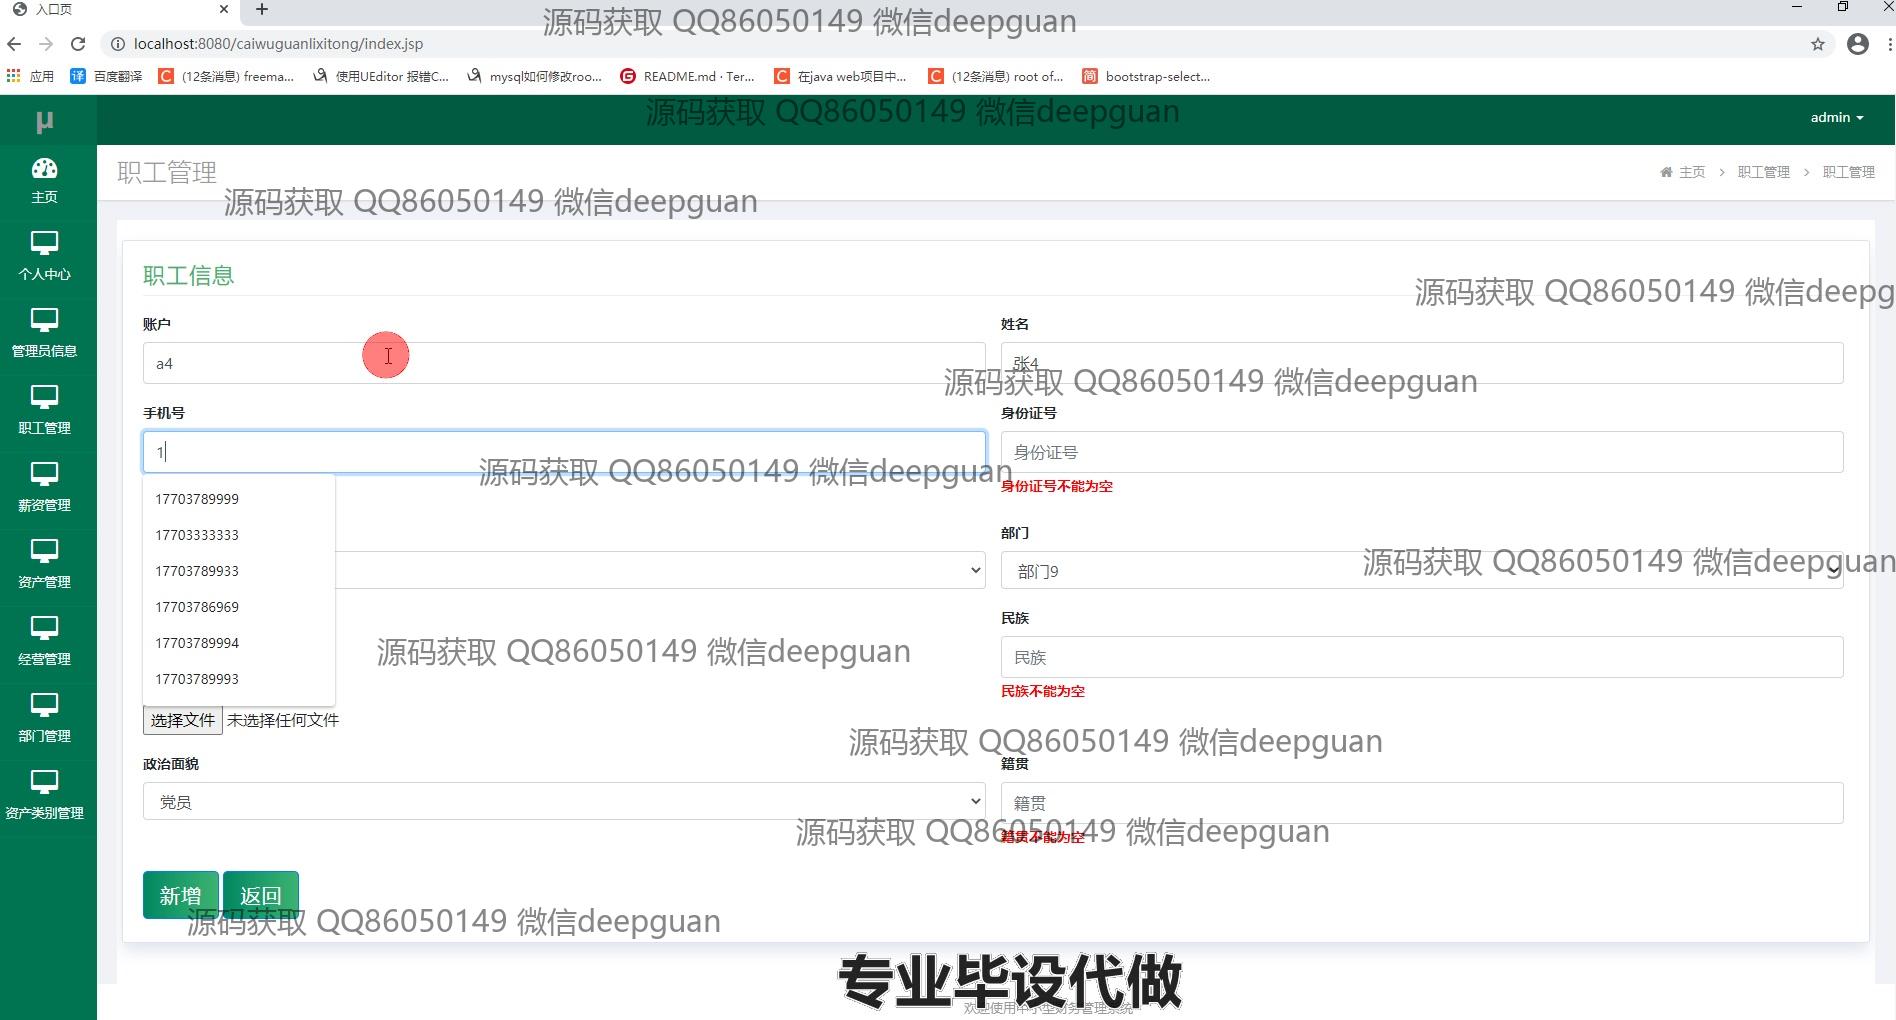 入口页
源码获取 QQ86050149 微信deepguan
localhost:8080/caiwuguanlixitong/index.jsp
应用
百度翻译
(12条消息) freema...
使用UEditor 报错C...
mysql如何修改roo...
README.md · Ter...
在java web项目中...
(12条消息) root of...
bootstrap-select...
μ
源码获取 QQ86050149 微信deepguan
admin
主页
个人中心
管理员信息
职工管理
薪资管理
资产管理
经营管理
部门管理
资产类别管理
职工管理
主页 > 职工管理 > 职工管理
源码获取 QQ86050149 微信deepguan
职工信息
源码获取 QQ86050149 微信deepg
账户
姓名
a4
张4
源码获取 QQ86050149 微信deepguan
手机号
身份证号
1
身份证号
源码获取 QQ86050149 微信deepguan
身份证号不能为空
17703789999
17703333333
17703789933
17703786969
17703789994
17703789993
部门
部门9
源码获取 QQ86050149 微信deepguan
民族
民族
源码获取 QQ86050149 微信deepguan
民族不能为空
选择文件 未选择任何文件
源码获取 QQ86050149 微信deepguan
政治面貌
籍贯
党员
籍贯
源码获取 QQ86050149 微信deepguan
籍贯不能为空
新增
返回
源码获取 QQ86050149 微信deepguan
专业毕设代做
欢迎使用中小型财务管理系统